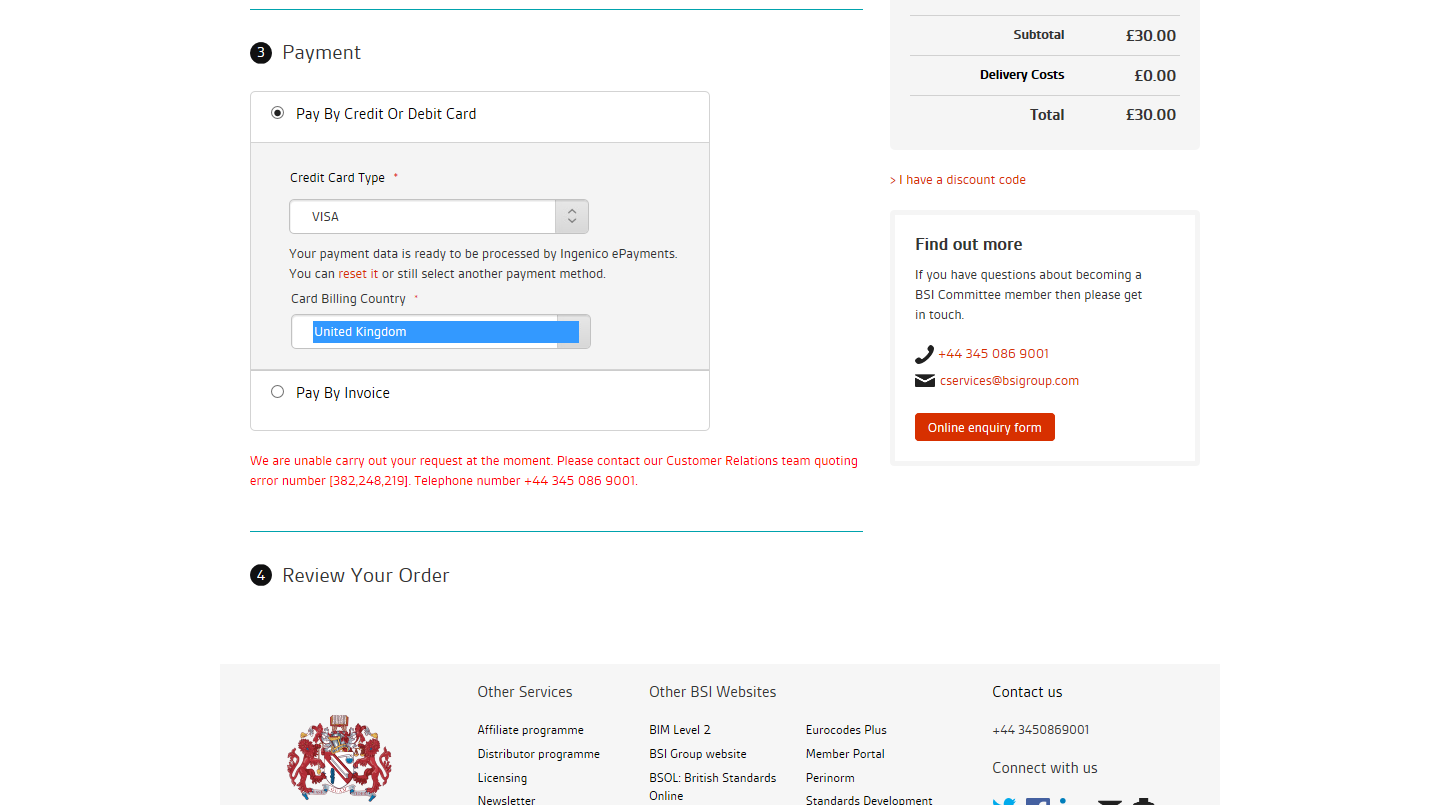 3 Payment
Pay By Credit Or Debit Card
Credit Card Type *
VISA
Your payment data is ready to be processed by Ingenico ePayments.
You can reset it or still select another payment method.
Card Billing Country *
United Kingdom
Pay By Invoice
We are unable carry out your request at the moment. Please contact our Customer Relations team quoting
error number [382,248,219]. Telephone number +44 345 086 9001.
4 Review Your Order
Subtotal £30.00
Delivery Costs £0.00
Total £30.00
> I have a discount code
Find out more
If you have questions about becoming a
BSI Committee member then please get
in touch.
+44 345 086 9001
cservices@bsigroup.com
Online enquiry form
Other Services
Affiliate programme
Distributor programme
Licensing
Newsletter
Other BSI Websites
BIM Level 2
BSI Group website
BSOL: British Standards
Online
Eurocodes Plus
Member Portal
Perinorm
Standards Development
Contact us
+44 3450869001
Connect with us